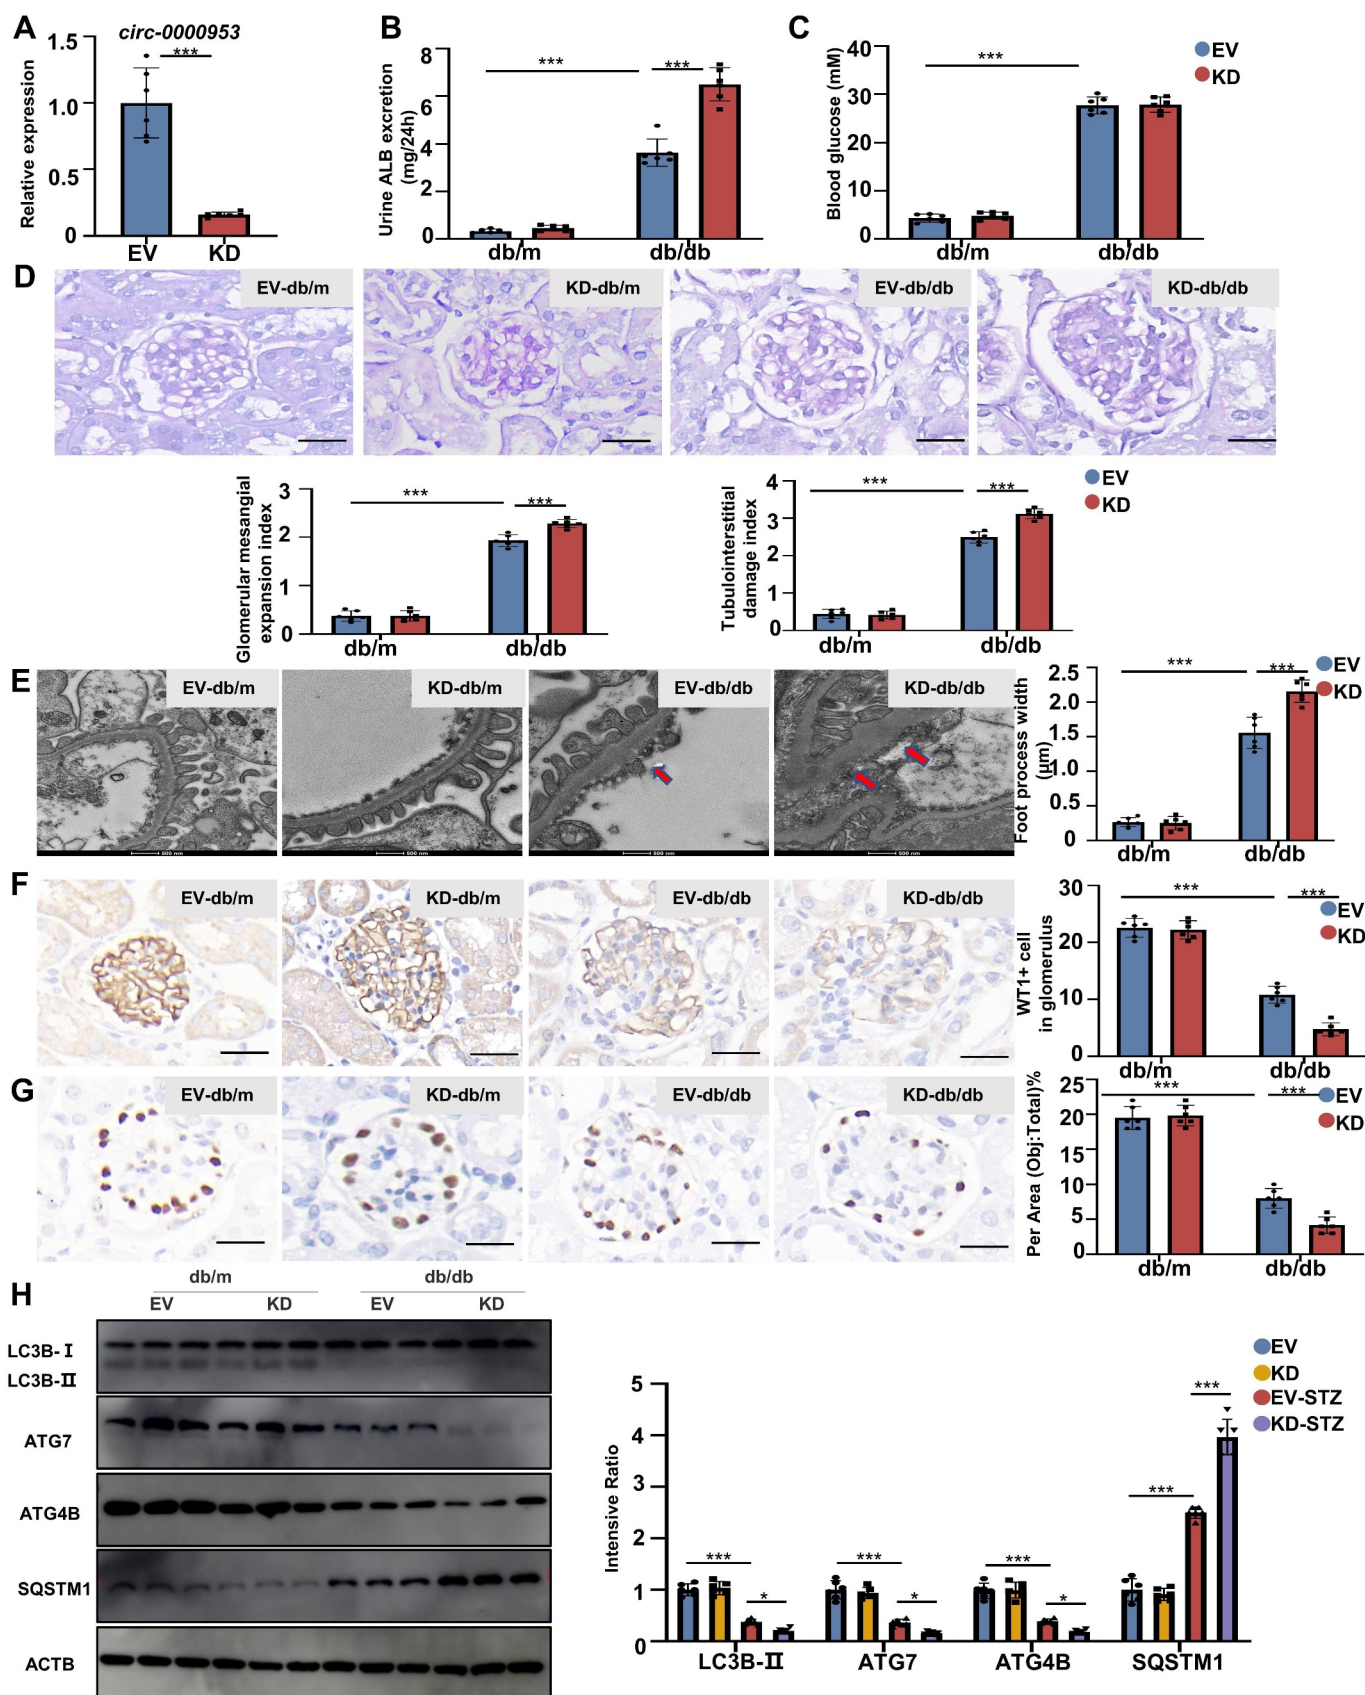 A
circ-0000953
***
Relative expression
1.5
1.0
0.5
0
EV
KD
B
***
***
Urine ALB excretion
(mg/24h)
8
6
4
2
0
db/m
db/db
C
***
Blood glucose (mM)
40
30
20
10
0
db/m
db/db
EV
KD
D
EV-db/m
KD-db/m
EV-db/db
KD-db/db
Glomerular mesangial
expansion index
3
2
1
0
***
***
db/m
db/db
Tubulointerstitial
damage index
4
3
2
1
0
***
***
db/m
db/db
EV
KD
E
EV-db/m
KD-db/m
EV-db/db
KD-db/db
500 nm
500 nm
500 nm
500 nm
Foot process width
(μm)
2.5
2.0
1.5
1.0
0.5
0
***
***
db/m
db/db
EV
KD
F
EV-db/m
KD-db/m
EV-db/db
KD-db/db
WT1+ cell
in glomerulus
30
20
10
0
***
***
db/m
db/db
EV
KD
G
EV-db/m
KD-db/m
EV-db/db
KD-db/db
Per Area (Obj:Total)%
25
20
15
10
5
0
***
***
db/m
db/db
EV
KD
H
db/m
db/db
EV
KD
EV
KD
LC3B-Ⅰ
LC3B-Ⅱ
ATG7
ATG4B
SQSTM1
ACTB
Intensive Ratio
5
4
3
2
1
0
***
*
***
*
***
*
***
***
LC3B-Ⅱ
ATG7
ATG4B
SQSTM1
EV
KD
EV-STZ
KD-STZ